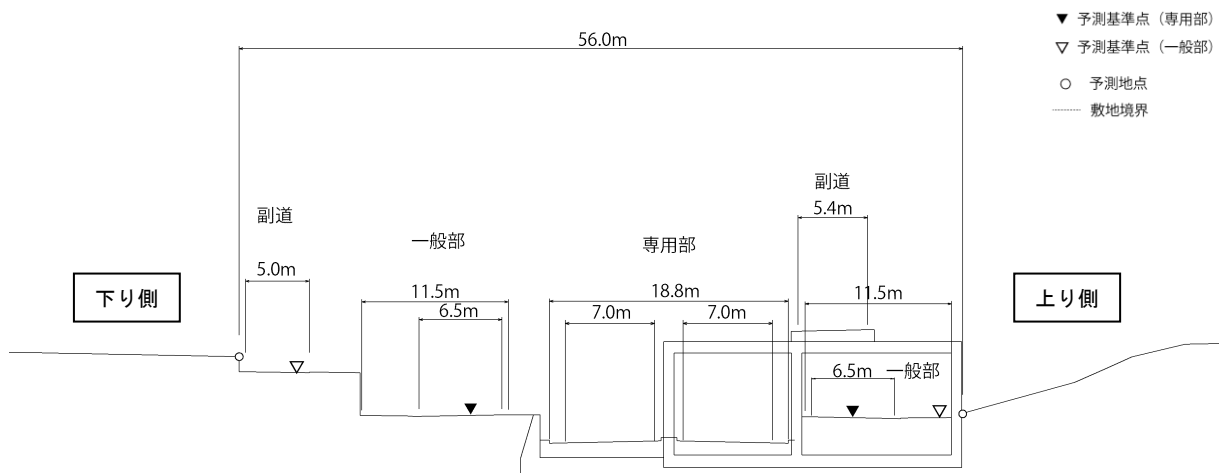 ▼ 予測基準点（専用部）
▽ 予測基準点（一般部）
○ 予測地点
敷地境界
56.0m
副道
5.4m
副道
一般部
専用部
5.0m
下り側
上り側
11.5m
18.8m
11.5m
6.5m
7.0m
7.0m
6.5m
一般部